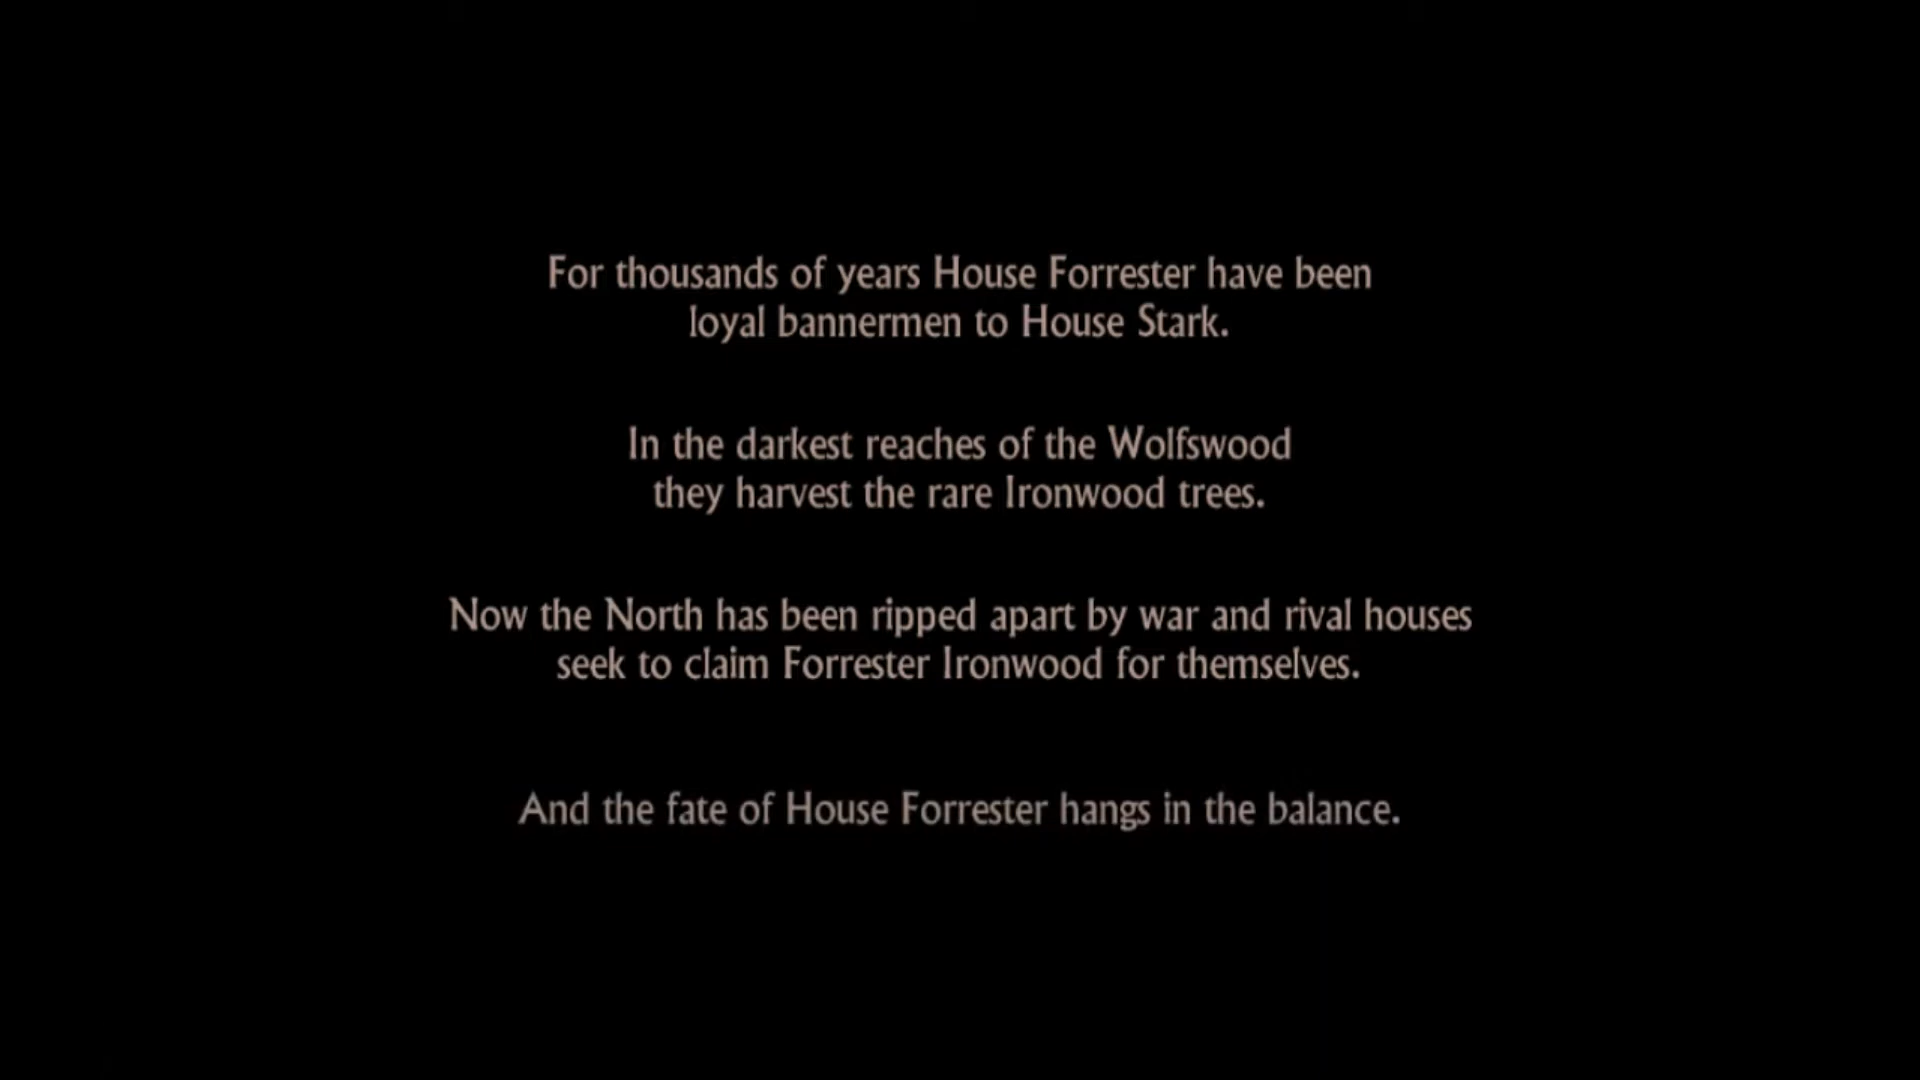 For thousands of years House Forrester have been
loyal bannermen to House Stark.
In the darkest reaches of the Wolfswood
they harvest the rare Ironwood trees.
Now the North has been ripped apart by war and rival houses
seek to claim Forrester Ironwood for themselves.
And the fate of House Forrester hangs in the balance.